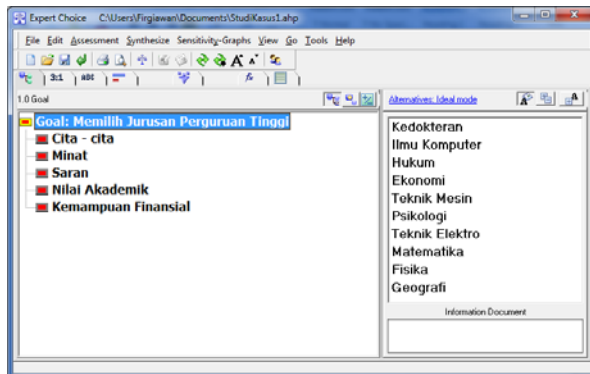 Expert Choice C:\Users\Firgiawan\Documents\StudiKasus1.ahp
File Edit Assessment Synthesize Sensitivity-Graphs View Go Tools Help
3:1 ABC
1.0 Goal
Alternatives: Ideal mode
Goal: Memilih Jurusan Perguruan Tinggi
Cita - cita
Minat
Saran
Nilai Akademik
Kemampuan Finansial
Kedokteran
Ilmu Komputer
Hukum
Ekonomi
Teknik Mesin
Psikologi
Teknik Elektro
Matematika
Fisika
Geografi
Information Document